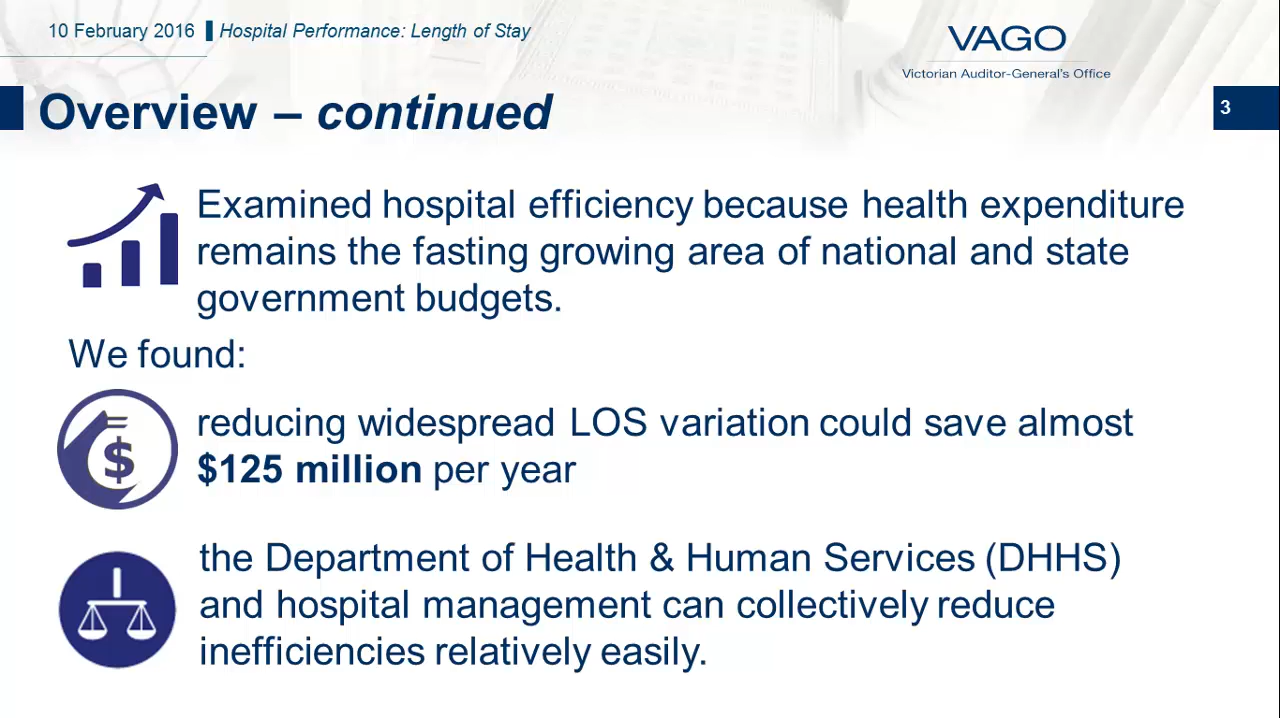 10 February 2016 Hospital Performance: Length of Stay
VAGO
Victorian Auditor-General's Office
Overview – continued
3
Examined hospital efficiency because health expenditure
remains the fasting growing area of national and state
government budgets.
We found:
reducing widespread LOS variation could save almost
$125 million per year
$
the Department of Health & Human Services (DHHS)
and hospital management can collectively reduce
inefficiencies relatively easily.